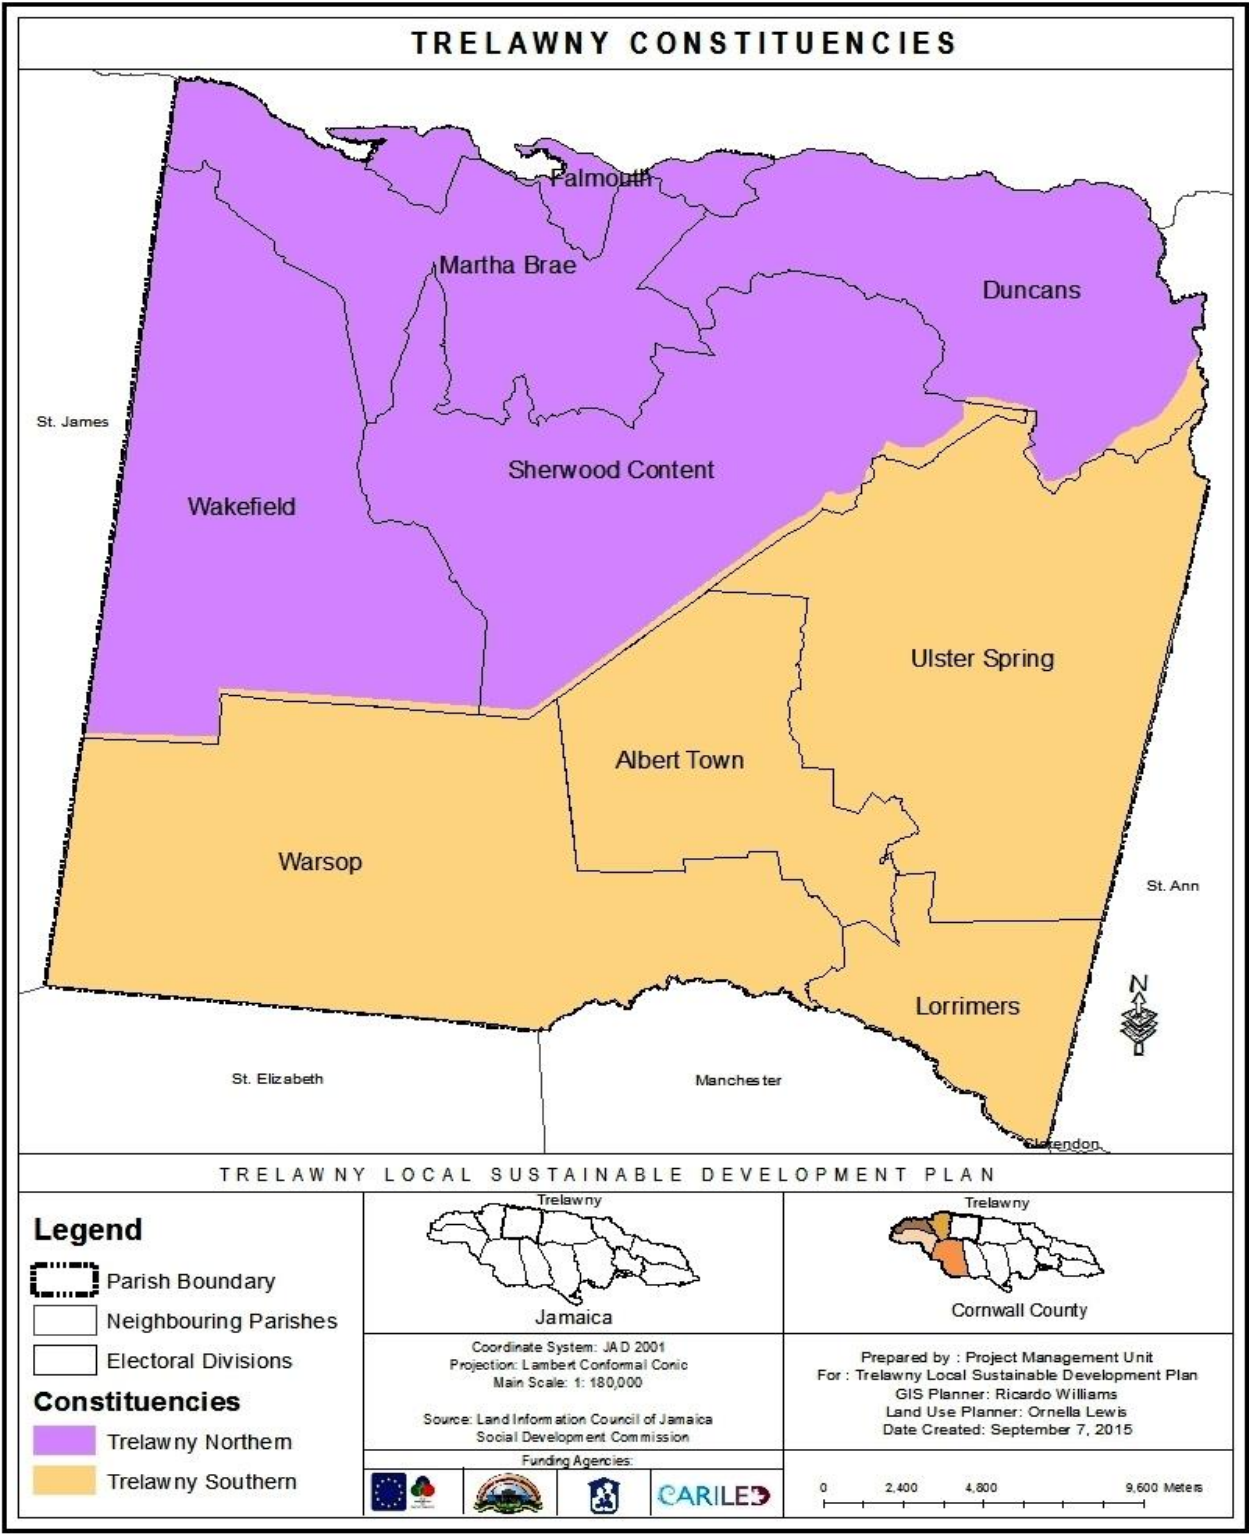 TRELAWNY CONSTITUENCIES
Falmouth
Martha Brae
Duncans
St. James
Sherwood Content
Wakefield
Ulster Spring
Albert Town
Warsop
St. Ann
N
Lorrimers
St. Elizabeth
Manchester
Clarendon
TRELAWNY LOCAL SUSTAINABLE DEVELOPMENT PLAN
Legend
Parish Boundary
Neighbouring Parishes
Electoral Divisions
Constituencies
Trelawny Northern
Trelawny Southern
Trelawny
Jamaica
Coordinate System: JAD 2001
Projection: Lambert Conformal Conic
Main Scale: 1: 180,000
Source: Land Information Council of Jamaica
Social Development Commission
Funding Agencies:
CARILED
Trelawny
Cornwall County
Prepared by : Project Management Unit
For : Trelawny Local Sustainable Development Plan
GIS Planner: Ricardo Williams
Land Use Planner: Ornella Lewis
Date Created: September 7, 2015
0 2,400 4,800 9,600 Meters